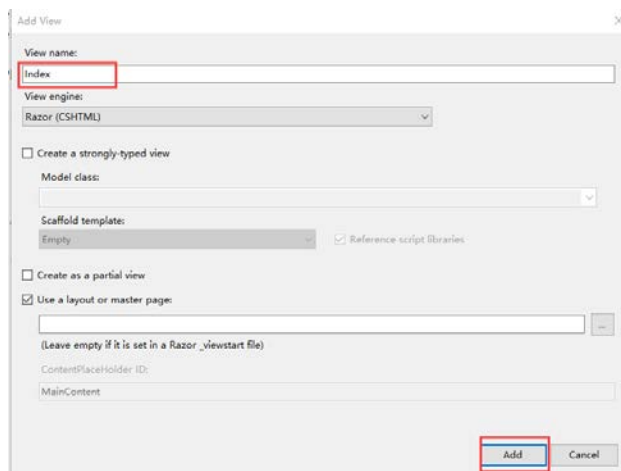 Add View
View name:
Index
View engine:
Razor (CSHTML)
Create a strongly-typed view
Model class:
Scaffold template:
Empty
Reference script libraries
Create as a partial view
Use a layout or master page:
...
(Leave empty if it is set in a Razor _viewstart file)
ContentPlaceHolder ID:
MainContent
Add Cancel